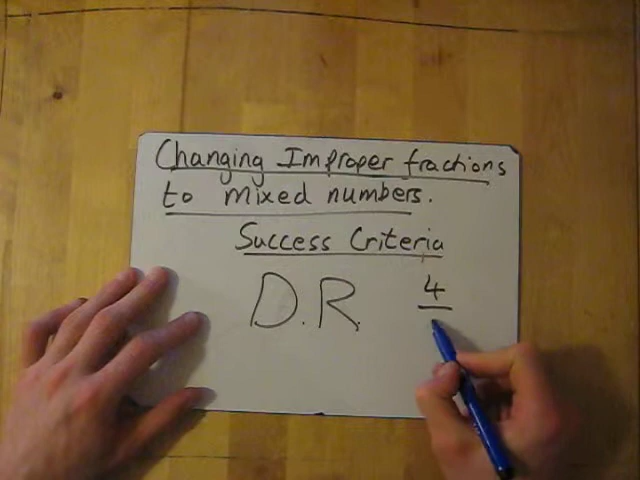 Changing Improper fractions
to mixed numbers.
Success Criteria
D.R. 4